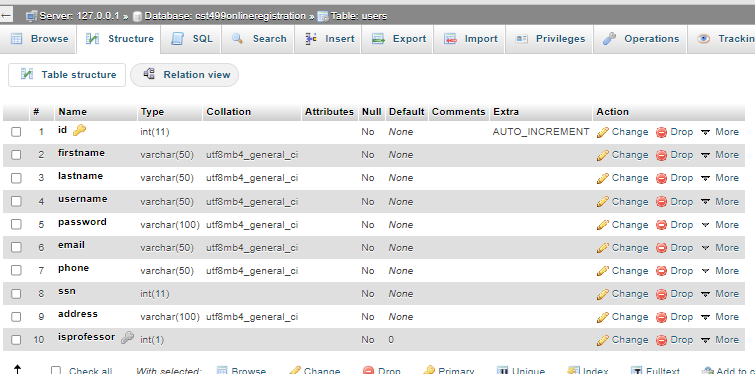 Server: 127.0.0.1 » Database: cst499onlineregistration » Table: users
Browse Structure SQL Search Insert Export Import Privileges Operations Trackin
Table structure Relation view
# Name Type Collation Attributes Null Default Comments Extra Action
1 id int(11) No None AUTO_INCREMENT Change Drop More
2 firstname varchar(50) utf8mb4_general_ci No None Change Drop More
3 lastname varchar(50) utf8mb4_general_ci No None Change Drop More
4 username varchar(50) utf8mb4_general_ci No None Change Drop More
5 password varchar(100) utf8mb4_general_ci No None Change Drop More
6 email varchar(50) utf8mb4_general_ci No None Change Drop More
7 phone varchar(50) utf8mb4_general_ci No None Change Drop More
8 ssn int(11) No None Change Drop More
9 address varchar(100) utf8mb4_general_ci No None Change Drop More
10 isprofessor int(1) No 0 Change Drop More
Check all With selected: Browse Change Drop Primary Unique Index Fulltext Add to c